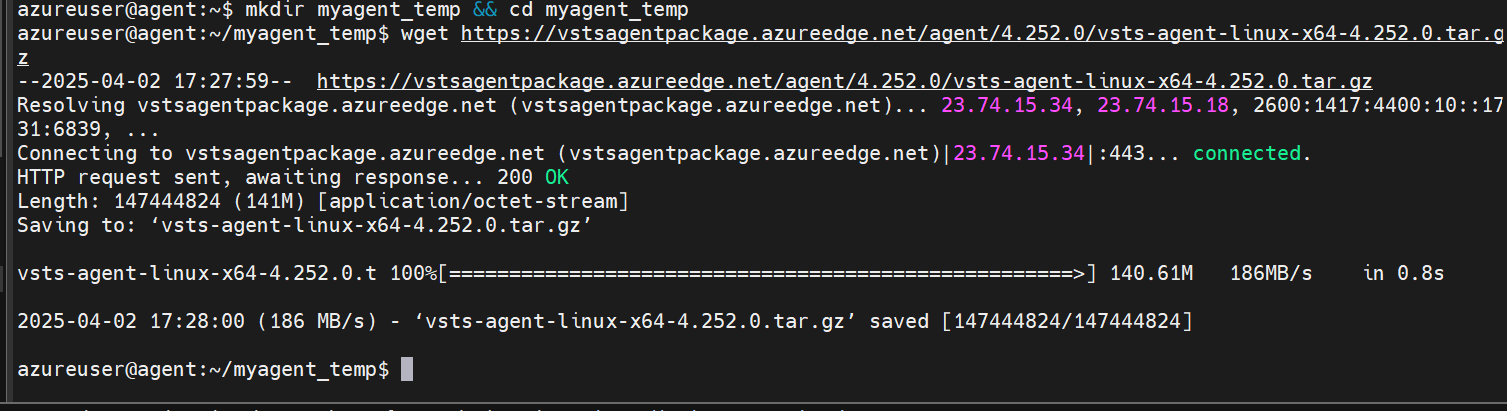 azureuser@agent:~$ mkdir myagent_temp && cd myagent_temp
azureuser@agent:~/myagent_temp$ wget https://vstsagentpackage.azureedge.net/agent/4.252.0/vsts-agent-linux-x64-4.252.0.tar.g
z
--2025-04-02 17:27:59--  https://vstsagentpackage.azureedge.net/agent/4.252.0/vsts-agent-linux-x64-4.252.0.tar.gz
Resolving vstsagentpackage.azureedge.net (vstsagentpackage.azureedge.net)... 23.74.15.34, 23.74.15.18, 2600:1417:4400:10::17
31:6839, ...
Connecting to vstsagentpackage.azureedge.net (vstsagentpackage.azureedge.net)|23.74.15.34|:443... connected.
HTTP request sent, awaiting response... 200 OK
Length: 147444824 (141M) [application/octet-stream]
Saving to: ‘vsts-agent-linux-x64-4.252.0.tar.gz’
vsts-agent-linux-x64-4.252.0.t 100%[====================================================>] 140.61M   186MB/s    in 0.8s
2025-04-02 17:28:00 (186 MB/s) - ‘vsts-agent-linux-x64-4.252.0.tar.gz’ saved [147444824/147444824]
azureuser@agent:~/myagent_temp$